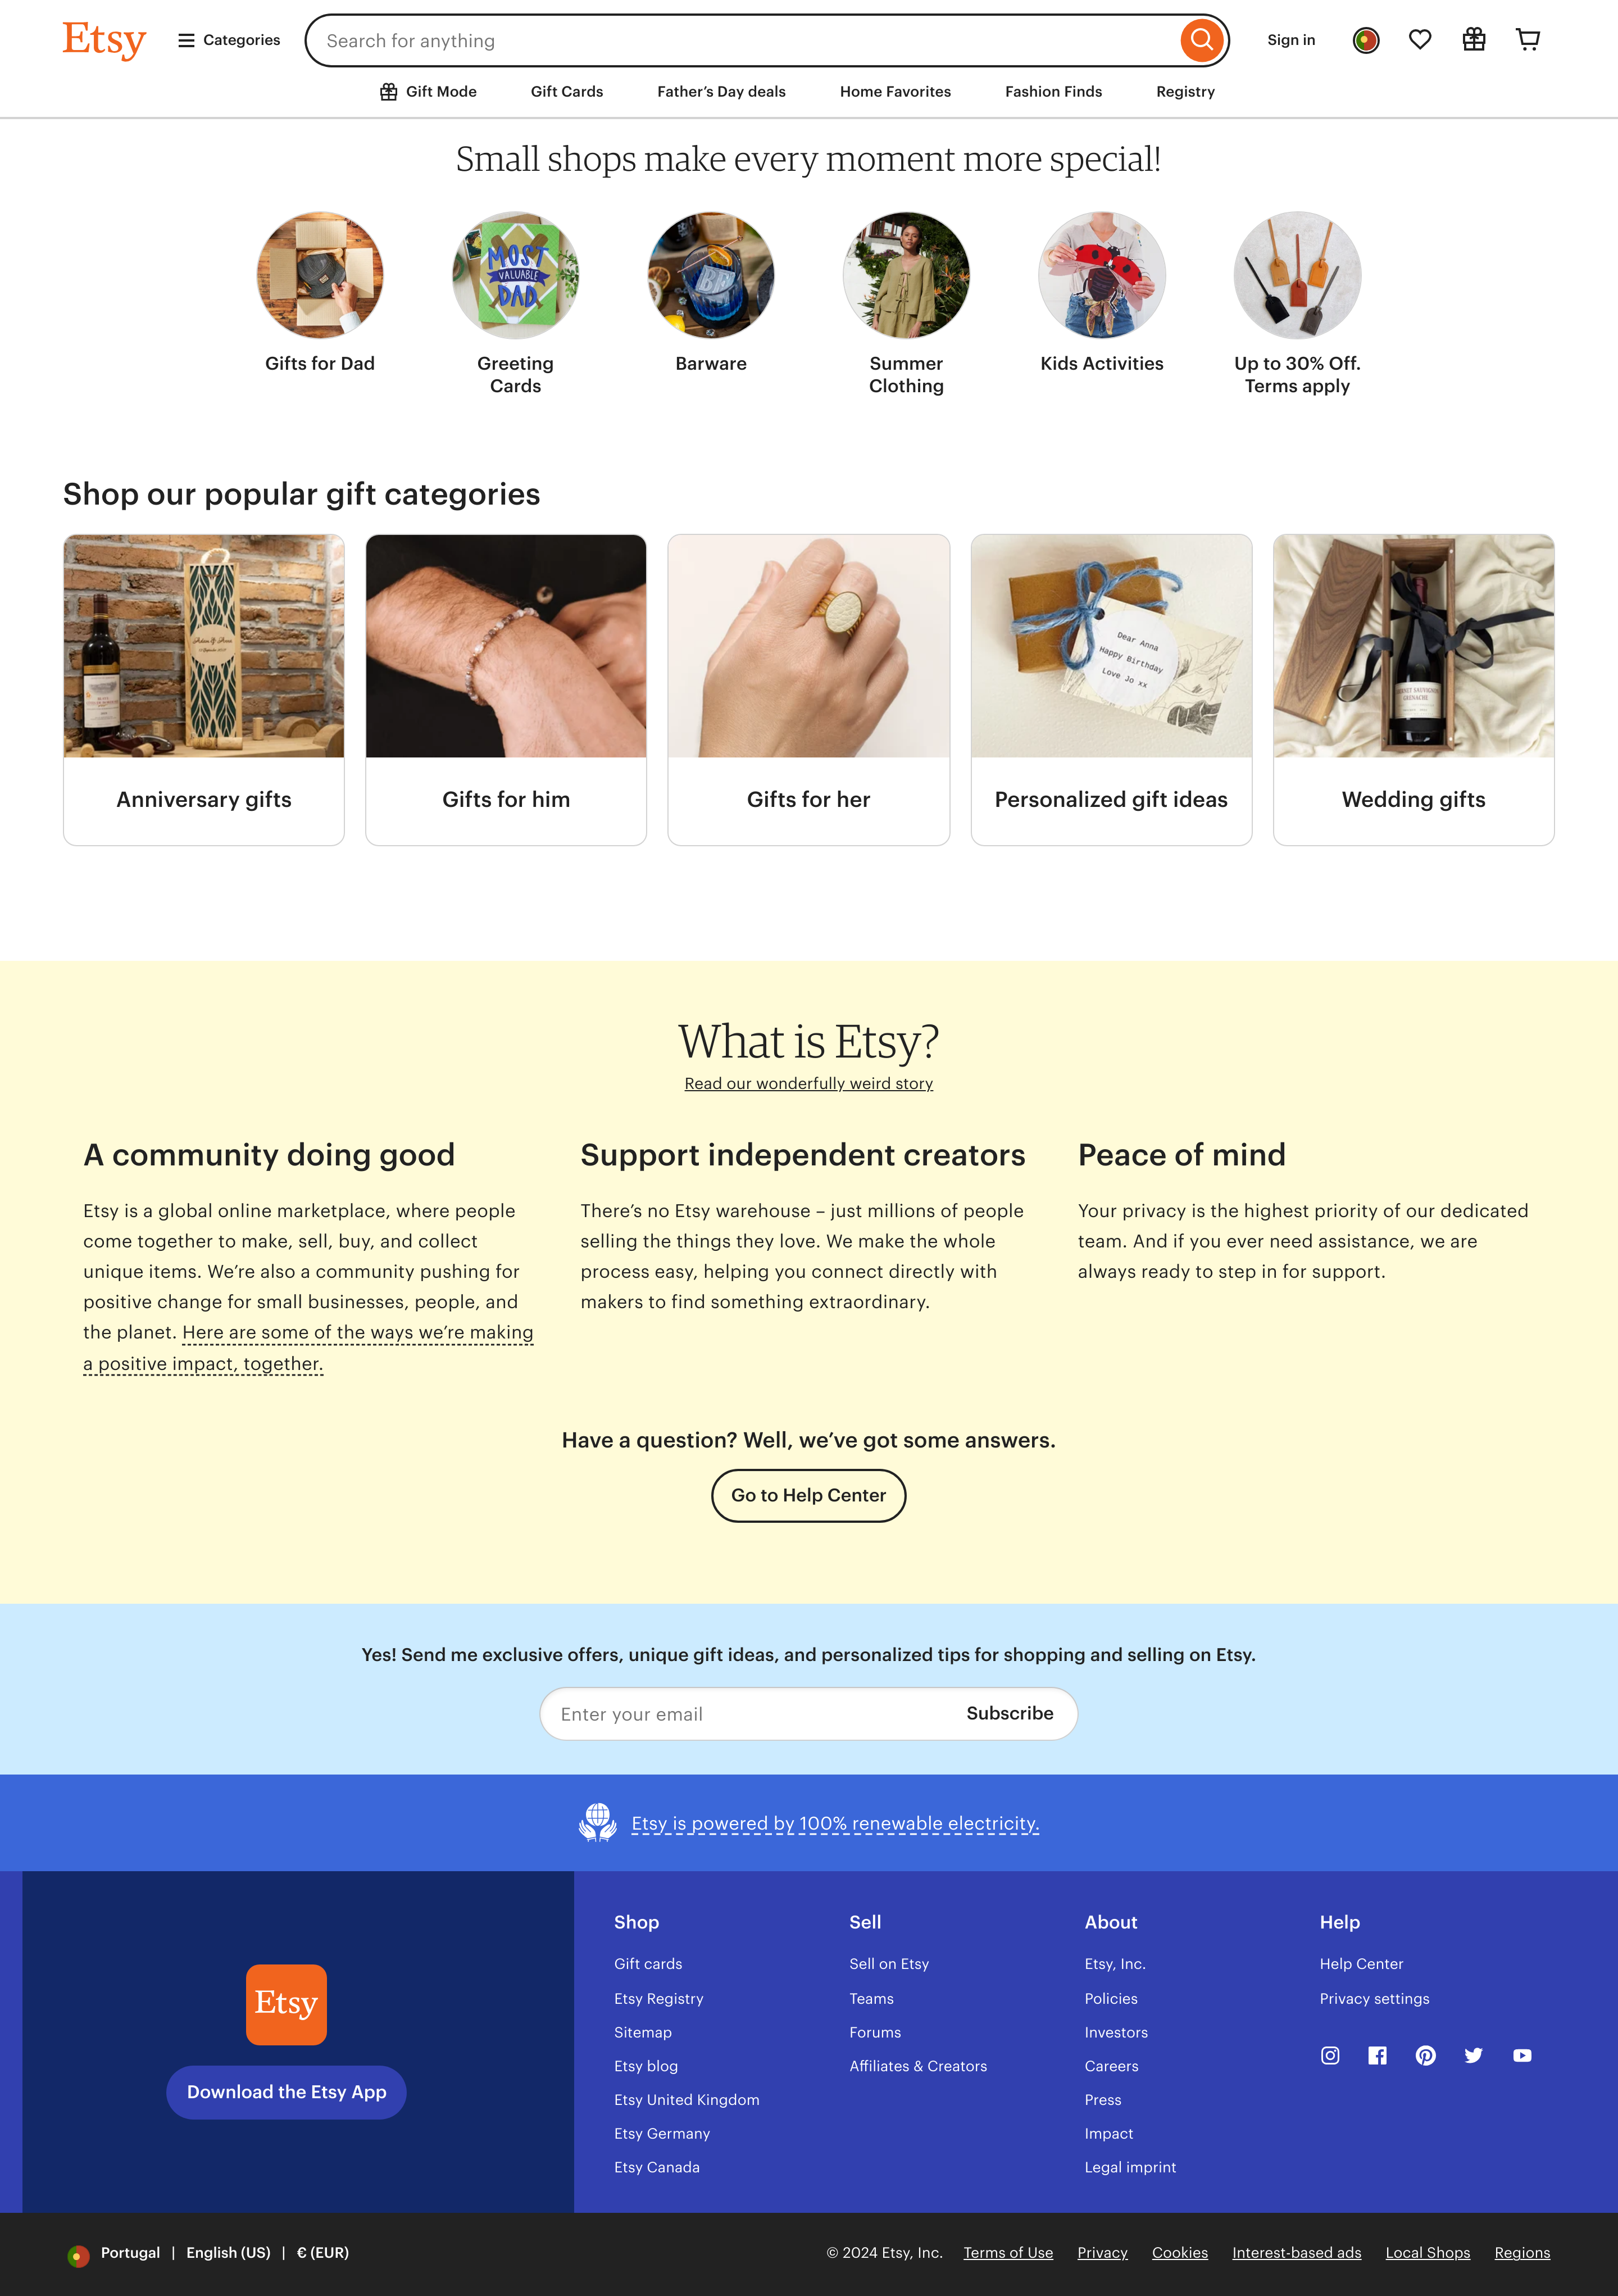 Etsy
Categories
Search for anything
Sign in
Gift Mode
Gift Cards
Father's Day deals
Home Favorites
Fashion Finds
Registry
Small shops make every moment more special!
MOST
VALUABLE
DAD
Gifts for Dad
Greeting
Cards
Barware
Summer
Clothing
Kids Activities
Up to 30% Off.
Terms apply
Shop our popular gift categories
Dear Anna
Happy Birthday
Love Jo xx
CABERNET SAUVIGNON
GRENACHE
Anniversary gifts
Gifts for him
Gifts for her
Personalized gift ideas
Wedding gifts
What is Etsy?
Read our wonderfully weird story
A community doing good
Etsy is a global online marketplace, where people
come together to make, sell, buy, and collect
unique items. We're also a community pushing for
positive change for small businesses, people, and
the planet. Here are some of the ways we're making
a positive impact, together.
Support independent creators
There's no Etsy warehouse – just millions of people
selling the things they love. We make the whole
process easy, helping you connect directly with
makers to find something extraordinary.
Peace of mind
Your privacy is the highest priority of our dedicated
team. And if you ever need assistance, we are
always ready to step in for support.
Have a question? Well, we've got some answers.
Go to Help Center
Yes! Send me exclusive offers, unique gift ideas, and personalized tips for shopping and selling on Etsy.
Enter your email
Subscribe
Etsy is powered by 100% renewable electricity.
Etsy
Download the Etsy App
Shop
Gift cards
Etsy Registry
Sitemap
Etsy blog
Etsy United Kingdom
Etsy Germany
Etsy Canada
Sell
Sell on Etsy
Teams
Forums
Affiliates & Creators
About
Etsy, Inc.
Policies
Investors
Careers
Press
Impact
Legal imprint
Help
Help Center
Privacy settings
Portugal | English (US) | € (EUR)
© 2024 Etsy, Inc.
Terms of Use
Privacy
Cookies
Interest-based ads
Local Shops
Regions